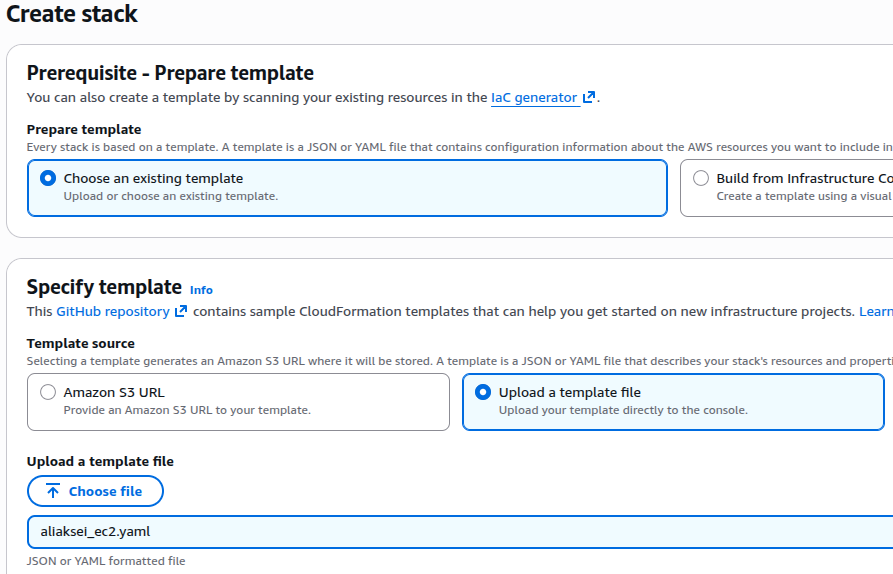 Create stack
Prerequisite – Prepare template
You can also create a template by scanning your existing resources in the IaC generator.
Prepare template
Every stack is based on a template. A template is a JSON or YAML file that contains configuration information about the AWS resources you want to include in
Choose an existing template
Upload or choose an existing template.
Build from Infrastructure Co
Create a template using a visual
Specify template Info
This GitHub repository contains sample CloudFormation templates that can help you get started on new infrastructure projects. Learn
Template source
Selecting a template generates an Amazon S3 URL where it will be stored. A template is a JSON or YAML file that describes your stack's resources and properti
Amazon S3 URL
Provide an Amazon S3 URL to your template.
Upload a template file
Upload your template directly to the console.
Upload a template file
Choose file
aliaksei_ec2.yaml
JSON or YAML formatted file